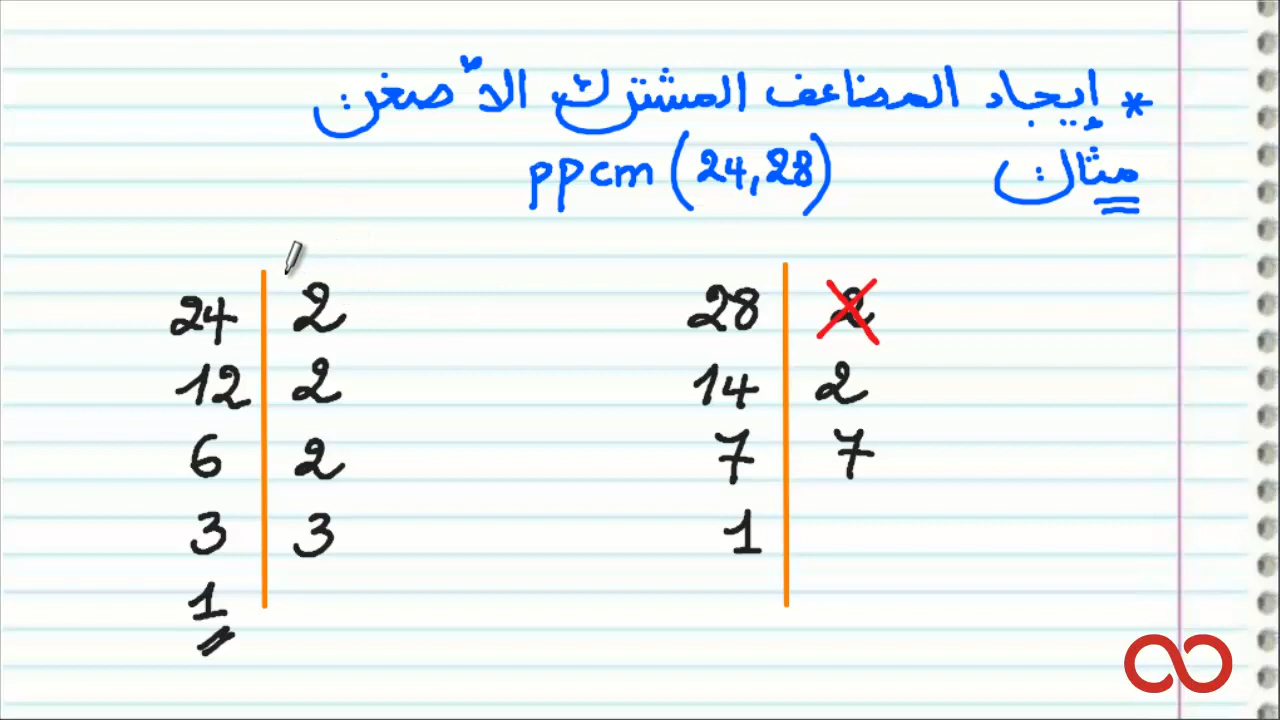 * إيجاد المضاعف المشترك الأصغر:
مثال: ppcm (24,28)
24 | 2
12 | 2
6 | 2
3 | 3
1
28 | 2
14 | 2
7 | 7
1